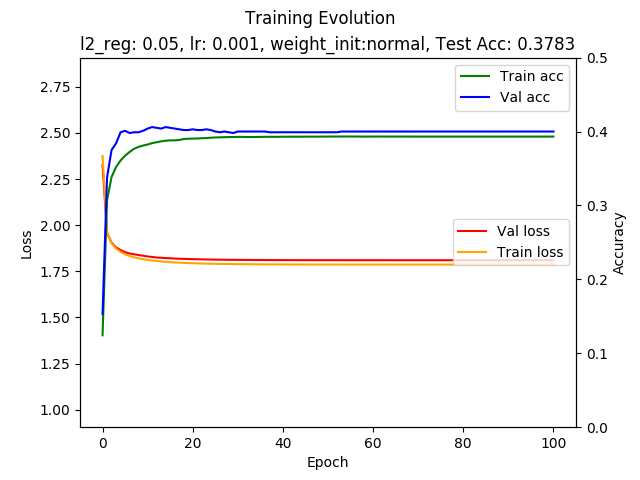 Training Evolution
l2_reg: 0.05, lr: 0.001, weight_init:normal, Test Acc: 0.3783
Train acc
Val acc
Val loss
Train loss
Loss
2.75
2.50
2.25
2.00
1.75
1.50
1.25
1.00
0.5
0.4
0.3
0.2
0.1
0.0
Accuracy
0
20
40
60
80
100
Epoch